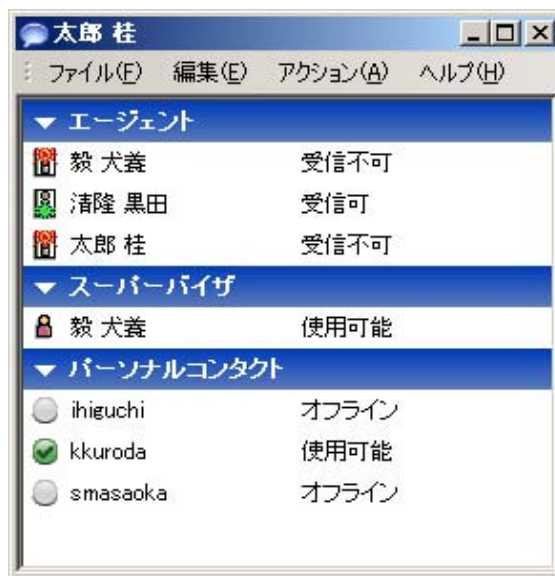 太郎 桂
ファイル(F) 編集(E) アクション(A) ヘルプ(H)
エージェント
毅 犬養 受信不可
清隆 黒田 受信可
太郎 桂 受信不可
スーパーバイザ
毅 犬養 使用可能
パーソナルコンタクト
ihiguchi オフライン
kkuroda 使用可能
smasaoka オフライン